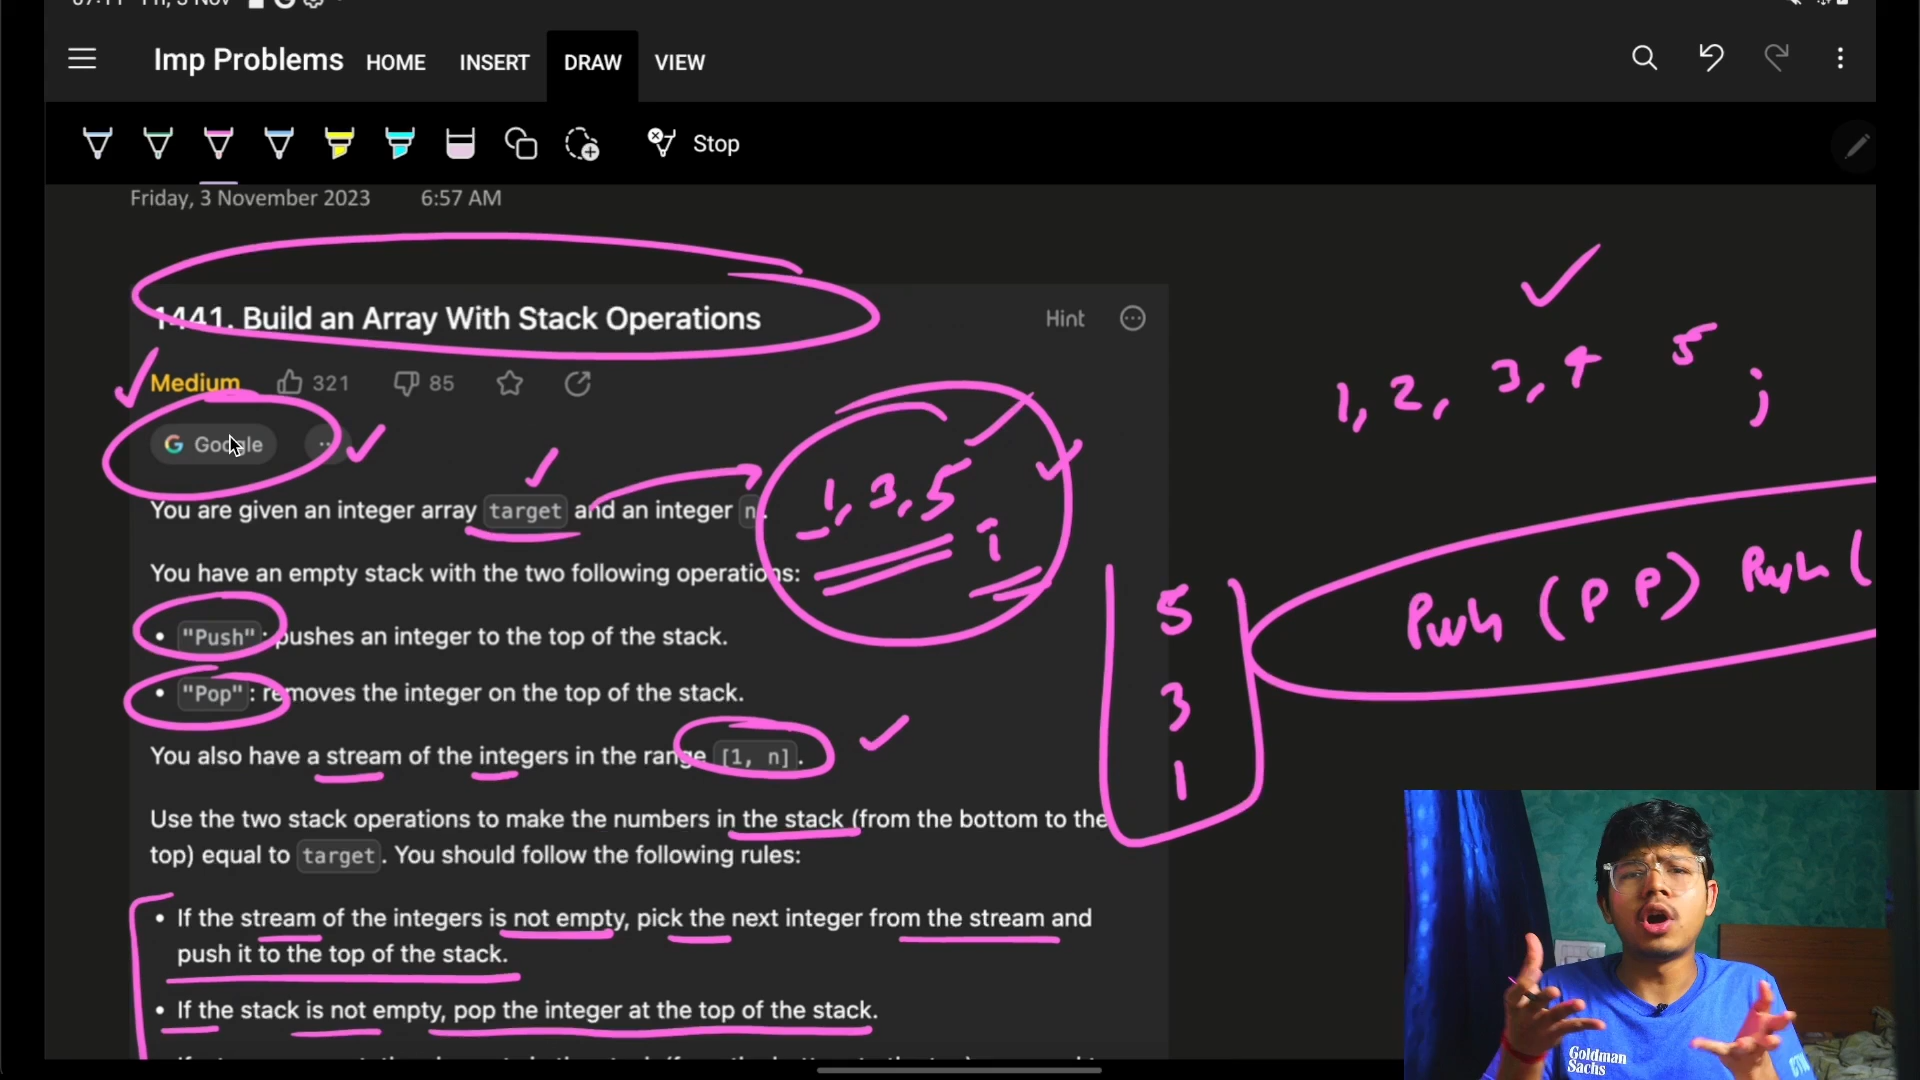 Imp Problems HOME INSERT DRAW VIEW
Stop
Friday, 3 November 2023 6:57 AM
1441. Build an Array With Stack Operations Hint
Medium 321 85
Google
You are given an integer array target and an integer n.
You have an empty stack with the two following operations:
"Push": pushes an integer to the top of the stack.
"Pop": removes the integer on the top of the stack.
You also have a stream of the integers in the range [1, n].
Use the two stack operations to make the numbers in the stack (from the bottom to the
top) equal to target. You should follow the following rules:
If the stream of the integers is not empty, pick the next integer from the stream and
push it to the top of the stack.
If the stack is not empty, pop the integer at the top of the stack.
1, 3, 5
i
1, 2, 3, 4 5 ;
5
3
1
Push (P P) Push (
Goldman
Sachs